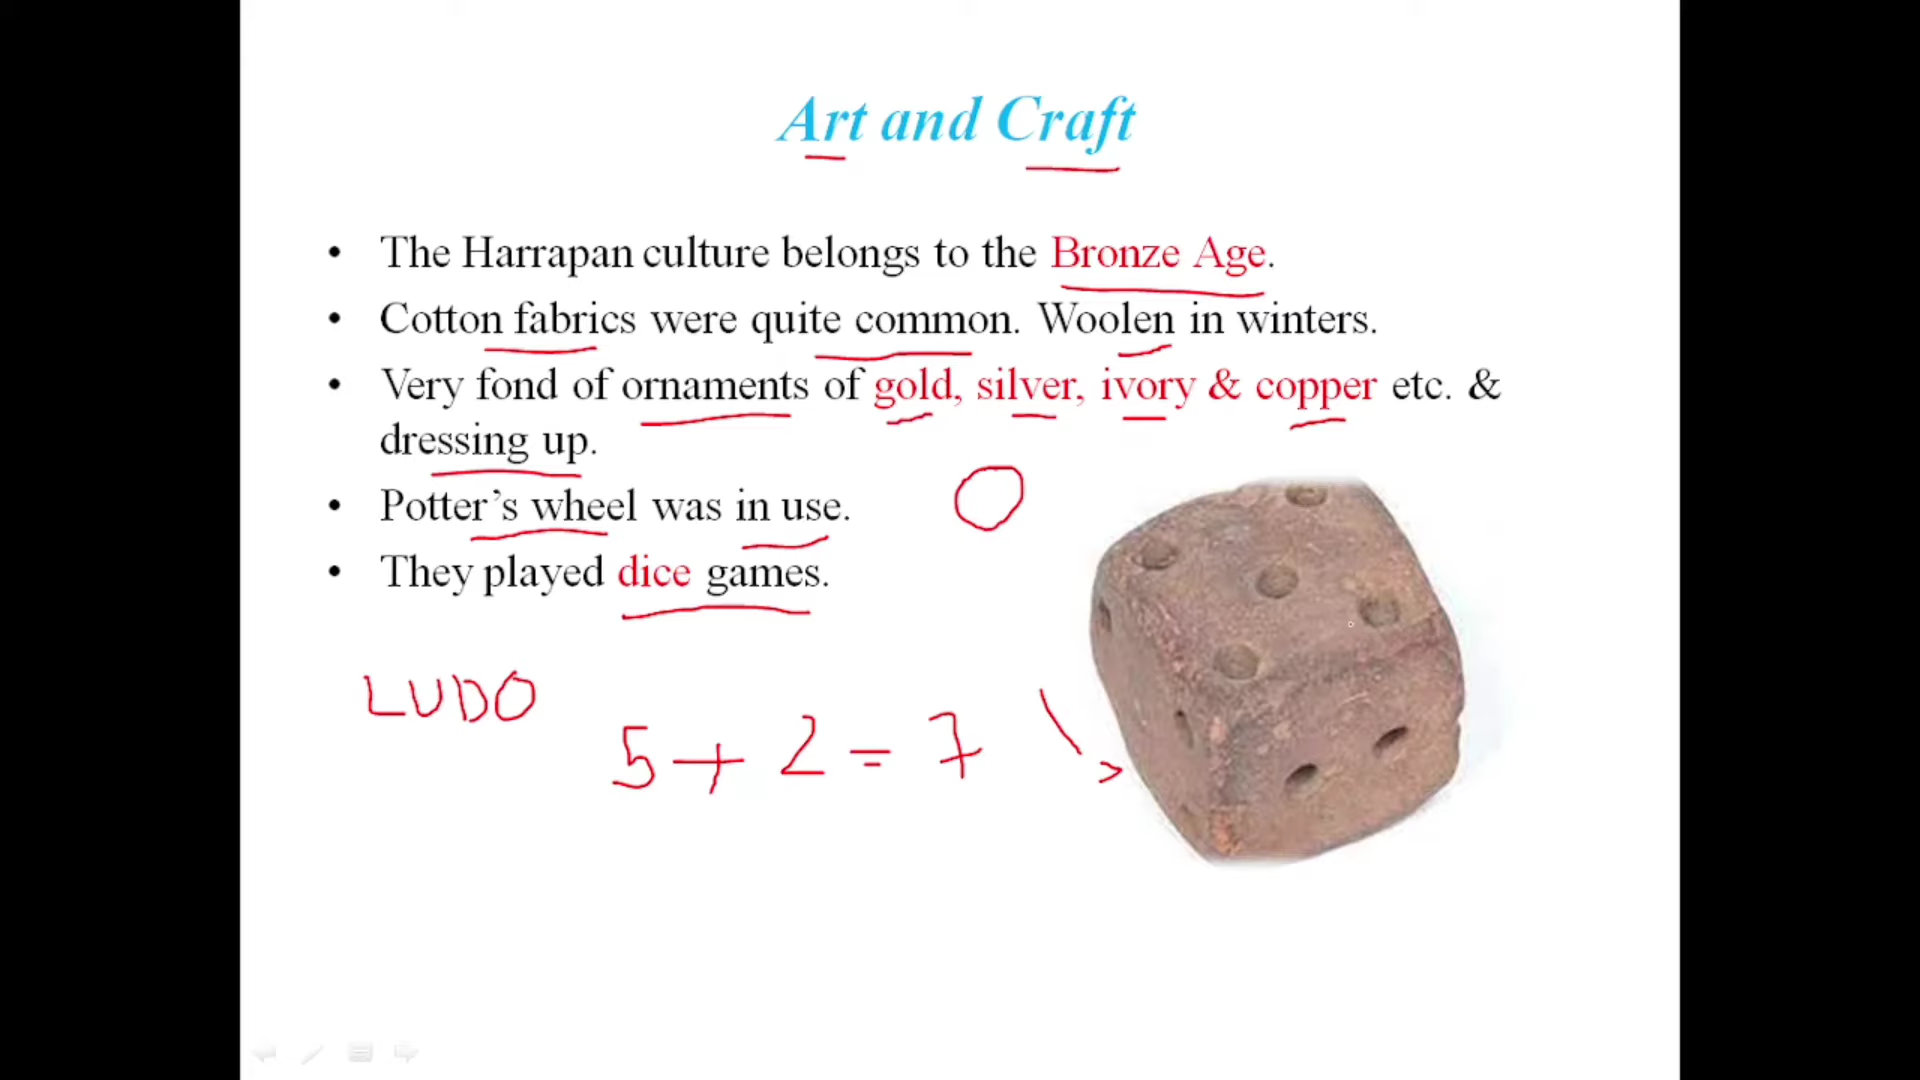 Art and Craft
• The Harrapan culture belongs to the Bronze Age.
• Cotton fabrics were quite common. Woolen in winters.
• Very fond of ornaments of gold, silver, ivory & copper etc. &
dressing up.
• Potter’s wheel was in use.
• They played dice games.
LUDO
5 + 2 = 7